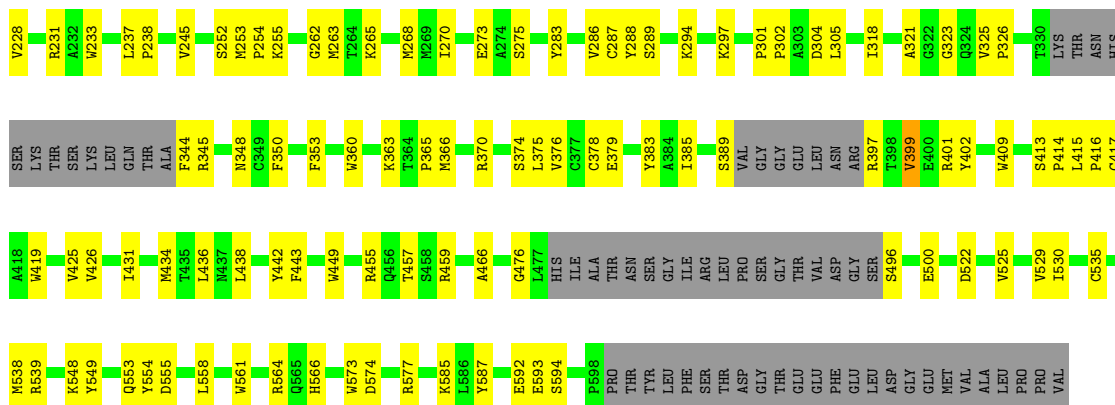 V228 R231 A232 W233 L237 P238 V245 S252 M253 P254 K255 G262 M263 T264 K265 M268 M269 I270 E273 A274 S275 Y283 V286 C287 Y288 S289 K294 K297 P301 P302 A303 D304 L305 I318 A321 G322 G323 Q324 V325 P326 T330 LYS THR ASN HIS
SER LYS THR SER LYS LEU GLN THR ALA F344 R345 N348 C349 F350 F353 W360 K363 T364 P365 M366 R370 S374 L375 V376 C377 C378 E379 Y383 A384 I385 S389 VAL GLY GLY GLU LEU ASN ARG R397 T398 V399 E400 R401 Y402 W409 S413 P414 L415 P416 G417
A418 W419 V425 V426 I431 M434 T435 L436 N437 L438 Y442 F443 W449 R455 Q456 T457 S458 R459 A466 G476 L477 HIS ILE ALA THR ASN SER GLY ILE ARG LEU PRO SER GLY THR VAL ASP GLY SER S496 E500 D522 V525 V529 I530 C535
M538 R539 K548 Y549 Q553 Y554 D555 L558 W561 R564 Q565 H566 W573 D574 R577 K585 L586 Y587 E592 E593 S594 P598 PRO THR TYR LEU PHE SER THR ASP GLY THR GLU GLU PHE GLU LEU ASP GLY GLU MET VAL ALA LEU PRO PRO VAL